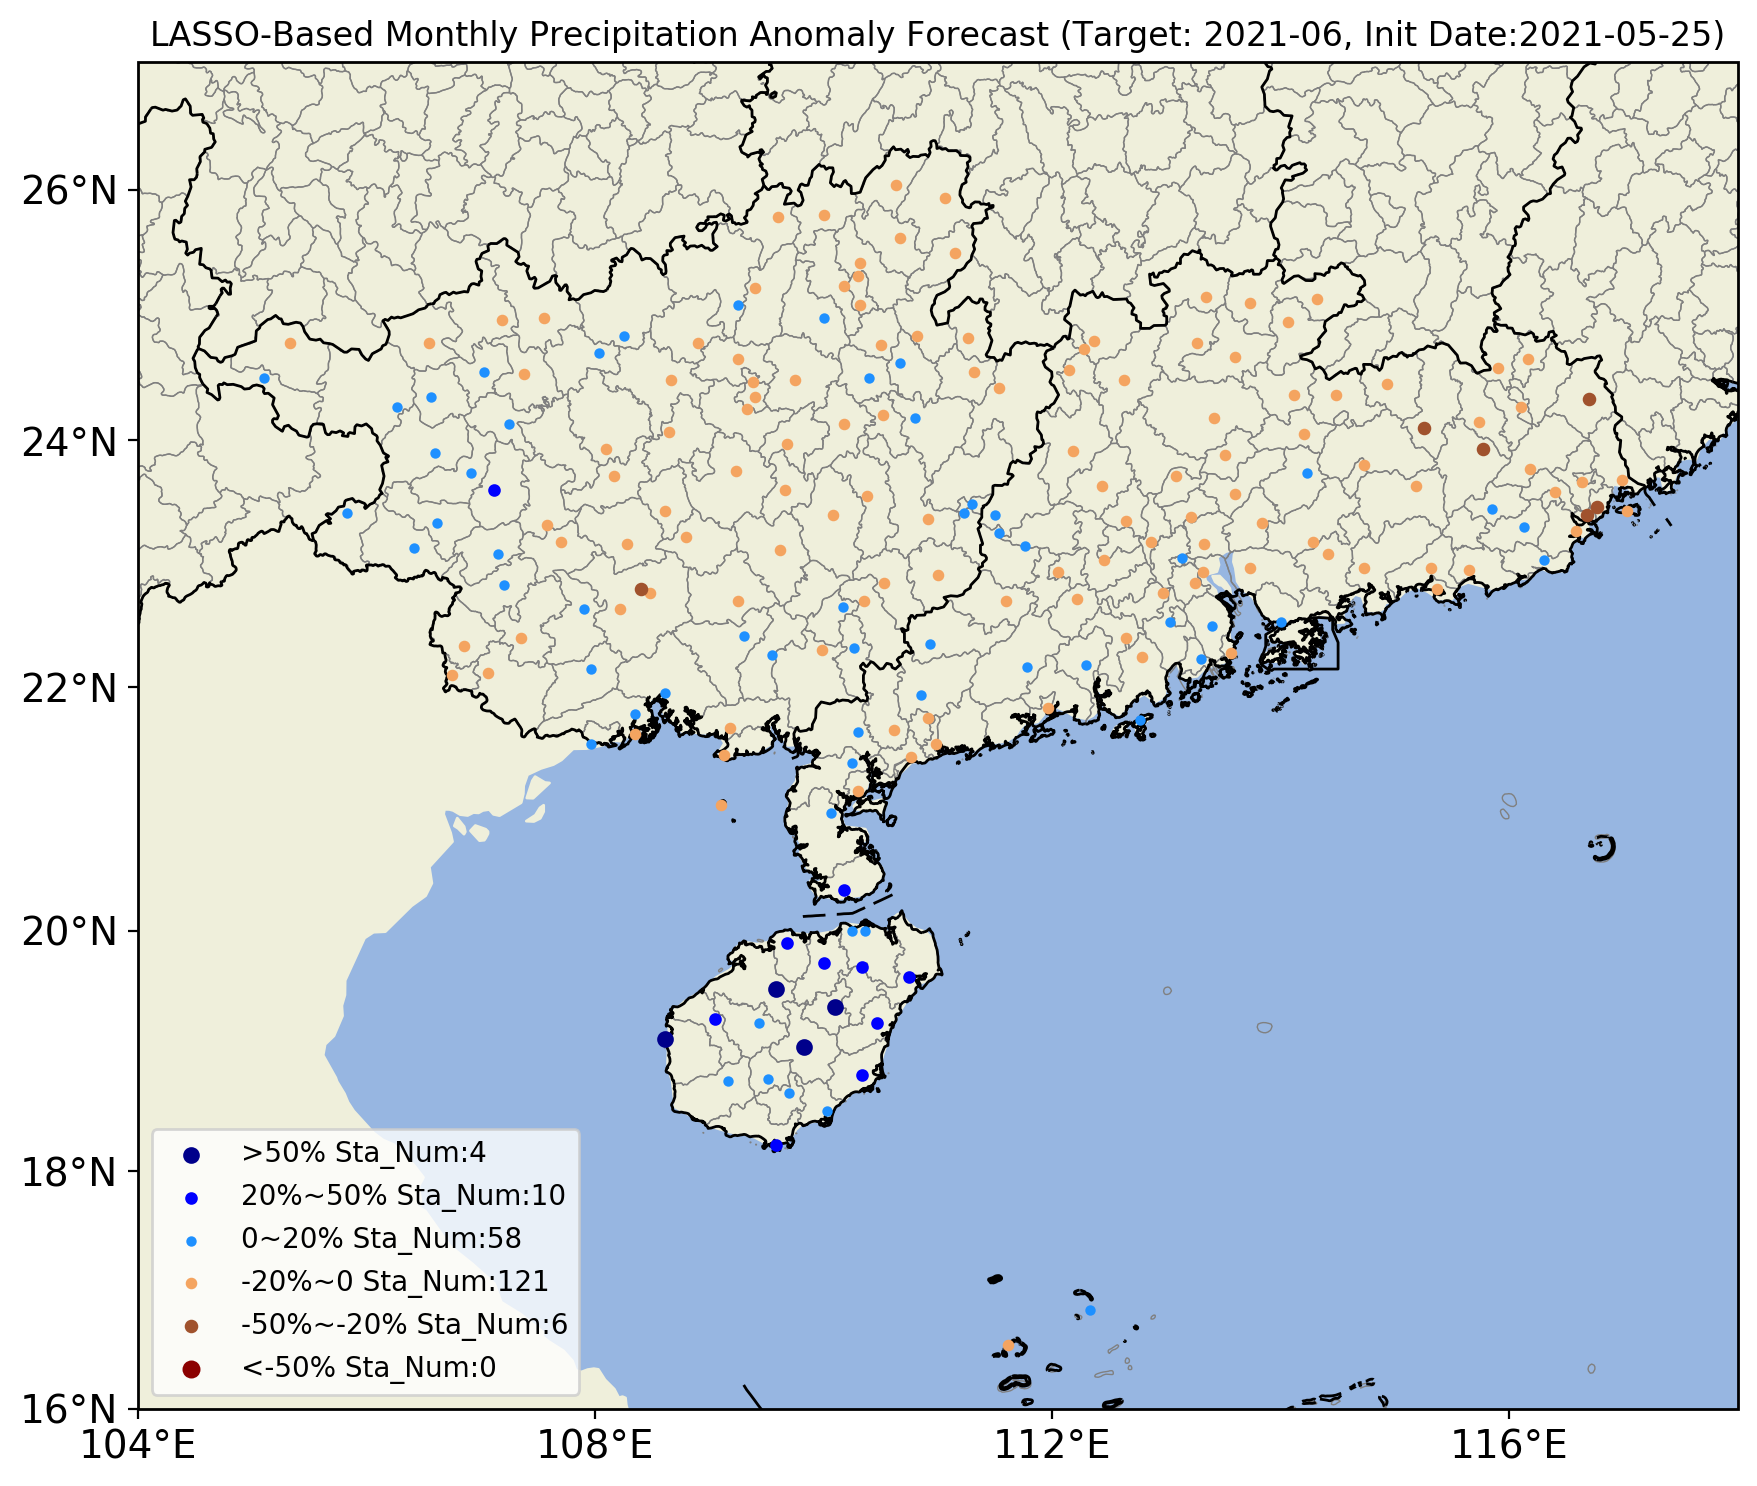 LASSO-Based Monthly Precipitation Anomaly Forecast (Target: 2021-06, Init Date:2021-05-25)
26°N
24°N
22°N
20°N
18°N
16°N
>50% Sta_Num:4
20%~50% Sta_Num:10
0~20% Sta_Num:58
-20%~0 Sta_Num:121
-50%~-20% Sta_Num:6
<-50% Sta_Num:0
104°E
108°E
112°E
116°E